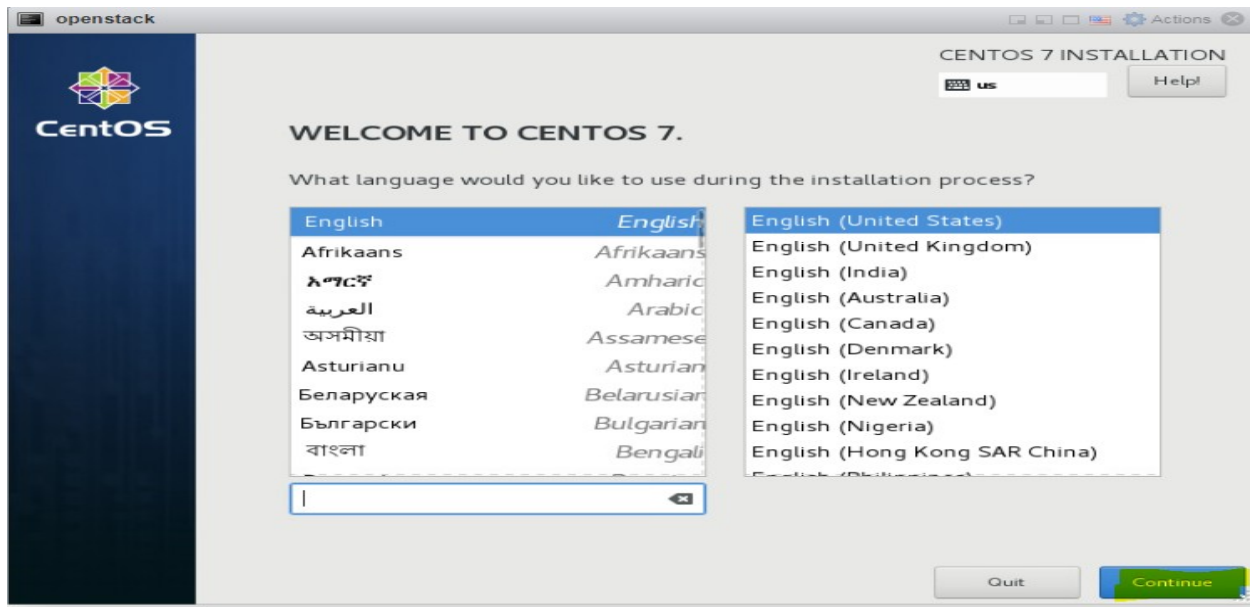 openstack
Actions
CENTOS 7 INSTALLATION
us
Help!
CentOS
WELCOME TO CENTOS 7.
What language would you like to use during the installation process?
English English
Afrikaans Afrikaans
አማርኛ Amharic
العربية Arabic
অসমীয়া Assamese
Asturianu Asturian
Беларуская Belarusian
Български Bulgarian
বাংলা Bengali
English (United States)
English (United Kingdom)
English (India)
English (Australia)
English (Canada)
English (Denmark)
English (Ireland)
English (New Zealand)
English (Nigeria)
English (Hong Kong SAR China)
English (Philippines)
Quit
Continue